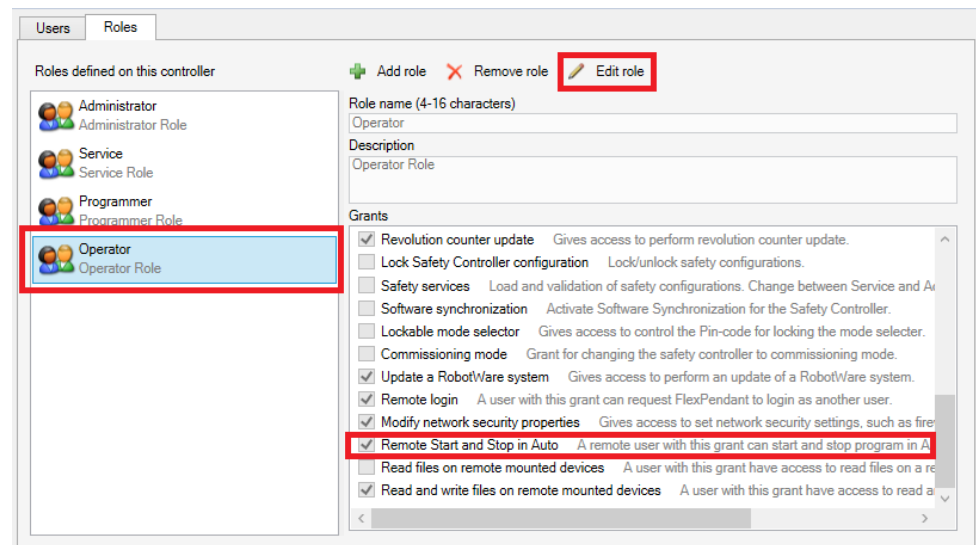 Users
Roles
Roles defined on this controller
Administrator
Administrator Role
Service
Service Role
Programmer
Programmer Role
Operator
Operator Role
Add role
Remove role
Edit role
Role name (4-16 characters)
Operator
Description
Operator Role
Grants
Revolution counter update Gives access to perform revolution counter update.
Lock Safety Controller configuration Lock/unlock safety configurations.
Safety services Load and validation of safety configurations. Change between Service and
Software synchronization Activate Software Synchronization for the Safety Controller.
Lockable mode selector Gives access to control the Pin-code for locking the mode selecter.
Commissioning mode Grant for changing the safety controller to commissioning mode.
Update a RobotWare system Gives access to perform an update of a RobotWare system.
Remote login A user with this grant can request FlexPendant to login as another user.
Modify network security properties Gives access to set network security settings, such as
Remote Start and Stop in Auto A remote user with this grant can start and stop program in
Read files on remote mounted devices A user with this grant have access to read files on a
Read and write files on remote mounted devices A user with this grant have access to read